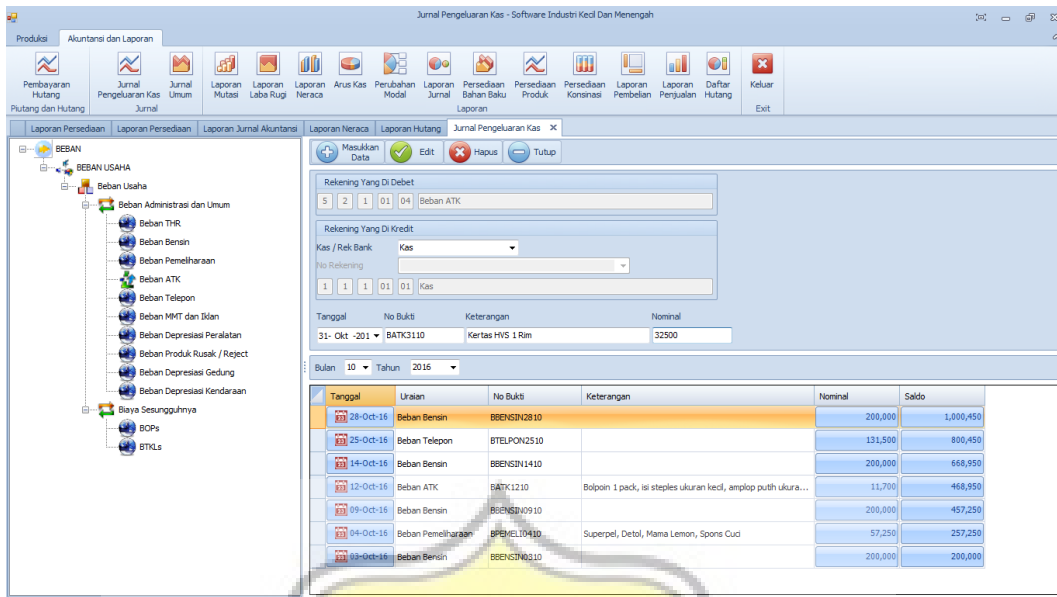 Jurnal Pengeluaran Kas - Software Industri Kecil Dan Menengah
Produksi Akuntansi dan Laporan
Pembayaran Hutang
Jurnal Pengeluaran Kas
Jurnal Umum
Laporan Mutasi
Laporan Laba Rugi
Laporan Neraca
Arus Kas
Perubahan Modal
Laporan Jurnal
Persediaan Bahan Baku
Persediaan Produk
Persediaan Konsinasi
Laporan Pembelian
Laporan Penjualan
Daftar Hutang
Keluar
Piutang dan Hutang Jurnal Laporan Exit
Laporan Persediaan Laporan Persediaan Laporan Jurnal Akuntansi Laporan Neraca Laporan Hutang Jurnal Pengeluaran Kas
BEBAN
BEBAN USAHA
Beban Usaha
Beban Administrasi dan Umum
Beban THR
Beban Bensin
Beban Pemeliharaan
Beban ATK
Beban Telepon
Beban MMT dan Iklan
Beban Depresiasi Peralatan
Beban Produk Rusak / Reject
Beban Depresiasi Gedung
Beban Depresiasi Kendaraan
Biaya Sesungguhnya
BOPs
BTKLs
Masukkan Data Edit Hapus Tutup
Rekening Yang Di Debet
5 2 1 01 04 Beban ATK
Rekening Yang Di Kredit
Kas / Rek Bank Kas
No Rekening
1 1 1 01 01 Kas
Tanggal No Bukti Keterangan Nominal
31- Okt -201 BATK3110 Kertas HVS 1 Rim 32500
Bulan 10 Tahun 2016
Tanggal Uraian No Bukti Keterangan Nominal Saldo
28-Oct-16 Beban Bensin BBENSIN2810 200,000 1,000,450
25-Oct-16 Beban Telepon BTELPON2510 131,500 800,450
14-Oct-16 Beban Bensin BBENSIN1410 200,000 668,950
12-Oct-16 Beban ATK BATK1210 Bolpoin 1 pack, isi steples ukuran kecil, amplop putih ukura... 11,700 468,950
09-Oct-16 Beban Bensin BBENSIN0910 200,000 457,250
04-Oct-16 Beban Pemeliharaan BPEMELI0410 Superpel, Detol, Mama Lemon, Spons Cuci 57,250 257,250
03-Oct-16 Beban Bensin BBENSIN0310 200,000 200,000